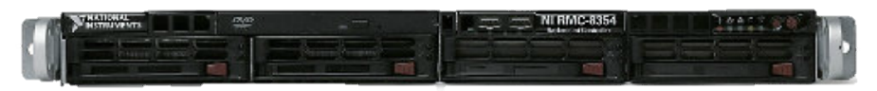 NATIONAL
INSTRUMENTS
DVD
NI RMC-8354